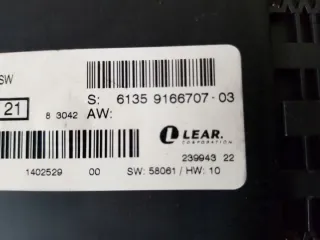 SW
21
8 3042
S: 6135 9166707-03
AW:
LEAR.
CORPORATION
239943 22
1402529 00 SW: 58061 / HW: 10